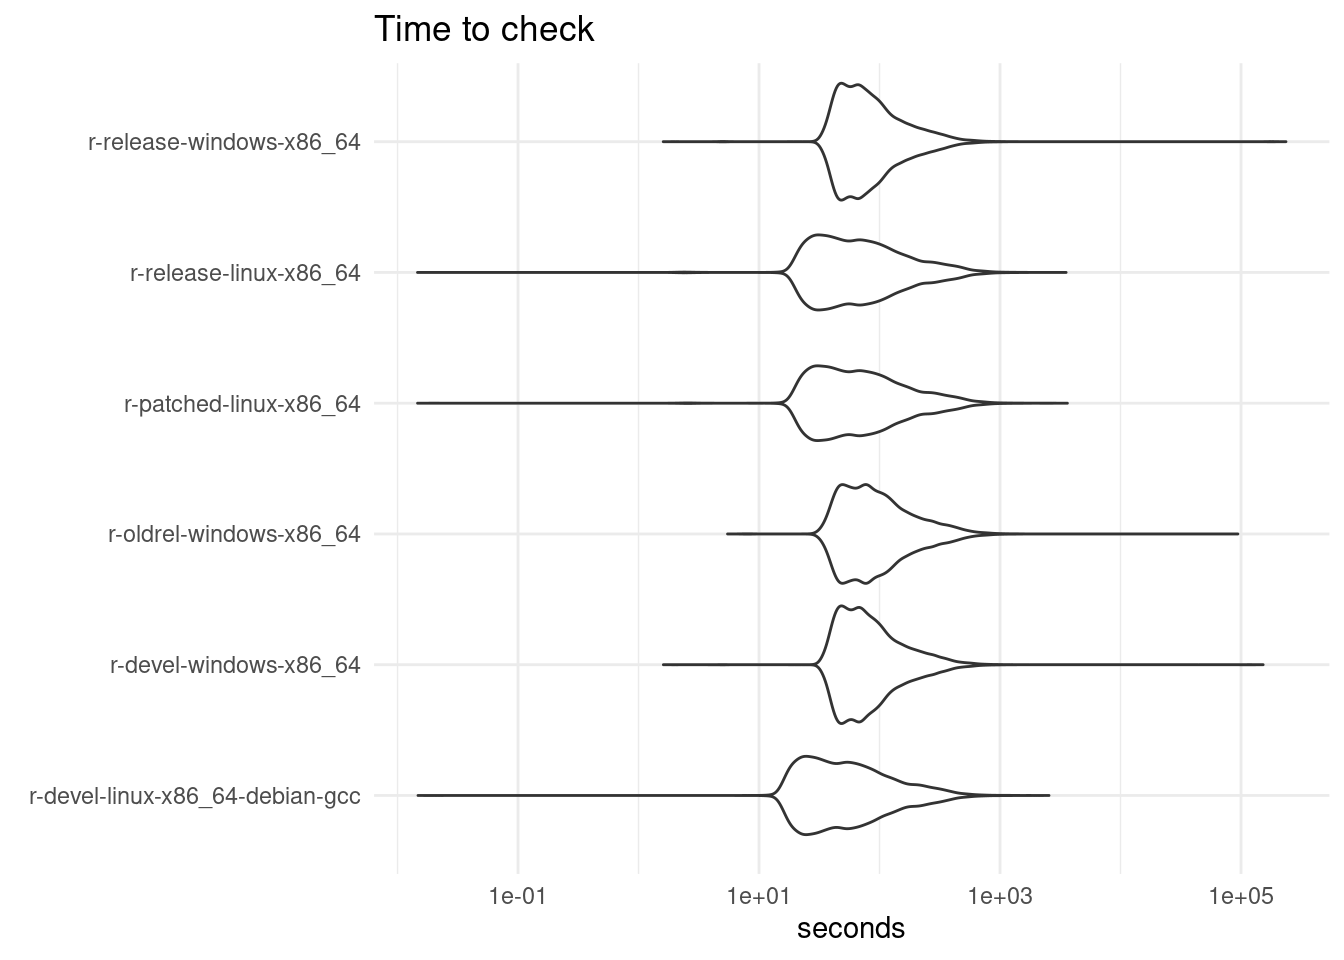 Time to check
r-release-windows-x86_64
r-release-linux-x86_64
r-patched-linux-x86_64
r-oldrel-windows-x86_64
r-devel-windows-x86_64
r-devel-linux-x86_64-debian-gcc
1e-01 1e+01 1e+03 1e+05
seconds